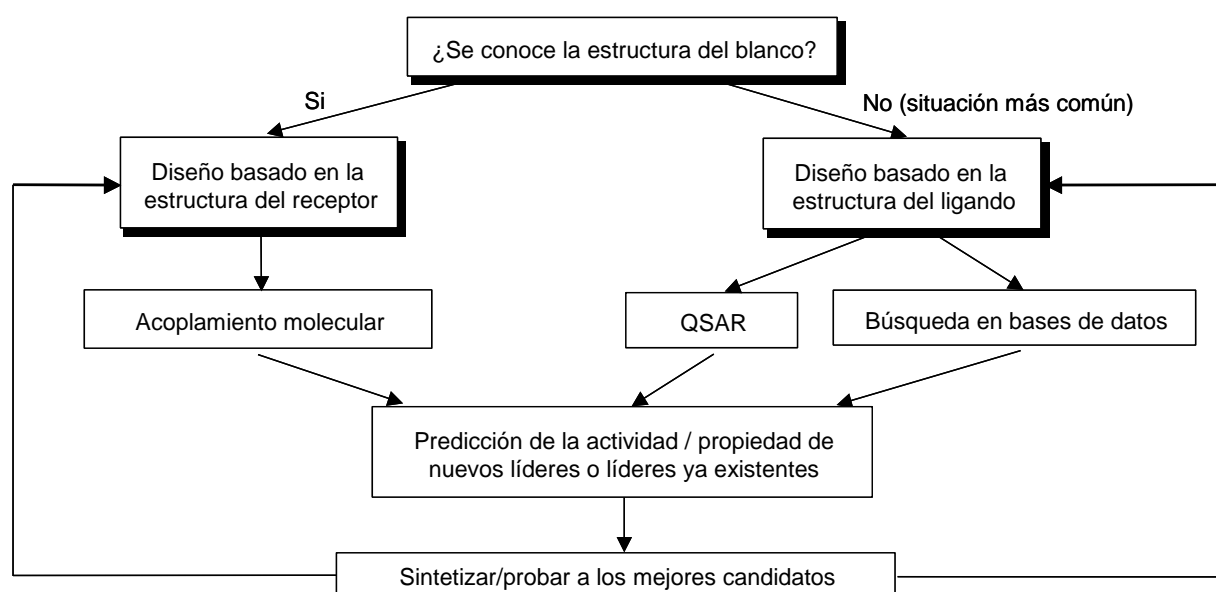 ¿Se conoce la estructura del blanco?
Si
No (situación más común)
Diseño basado en la
estructura del receptor
Diseño basado en la
estructura del ligando
Acoplamiento molecular
QSAR
Búsqueda en bases de datos
Predicción de la actividad / propiedad de
nuevos líderes o líderes ya existentes
Sintetizar/probar a los mejores candidatos